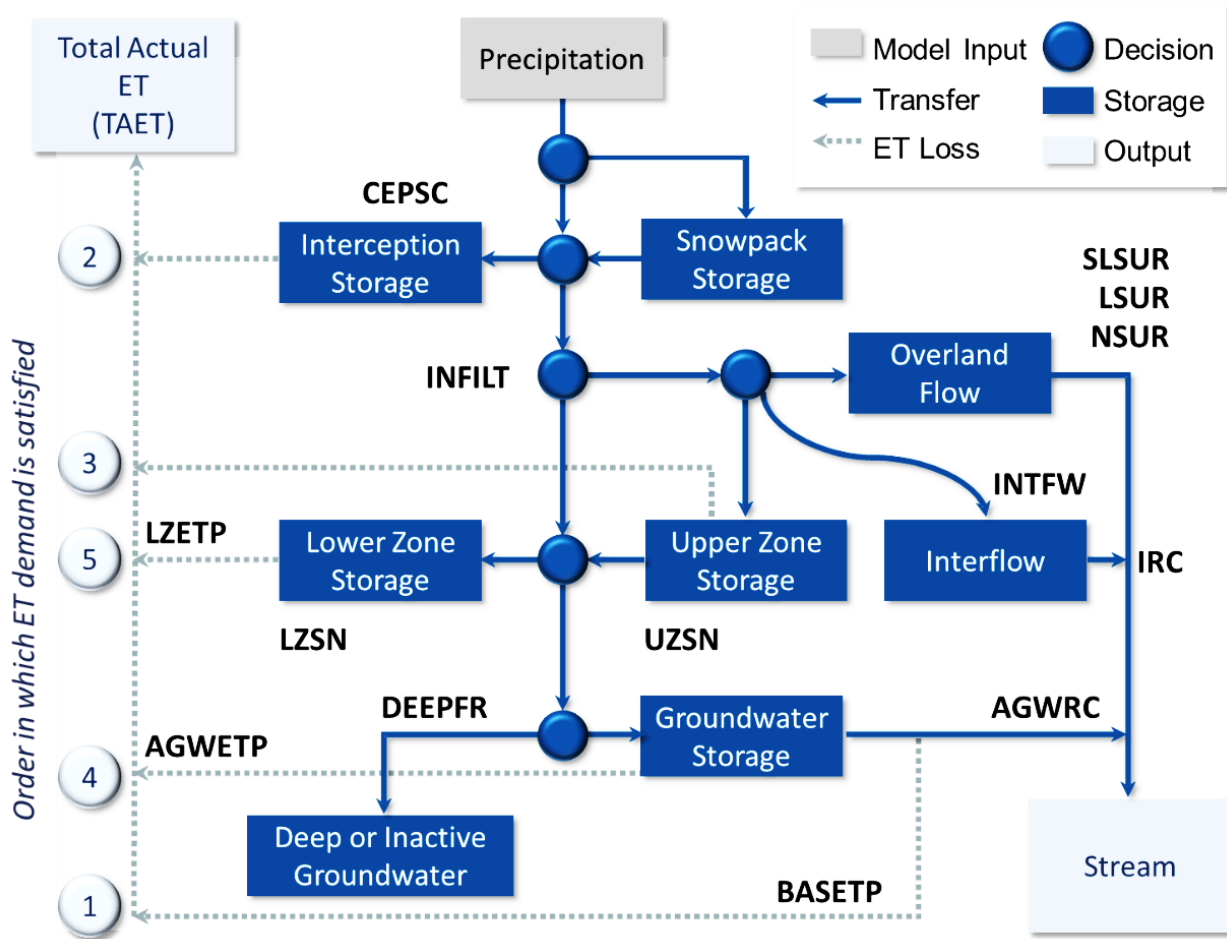 Total Actual
ET
(TAET)
Precipitation
Model Input
Decision
Transfer
Storage
ET Loss
Output
CEPSC
2
Interception
Storage
Snowpack
Storage
SLSUR
LSUR
NSUR
INFILT
Overland
Flow
Order in which ET demand is satisfied
3
INTFW
LZETP
5
Lower Zone
Storage
Upper Zone
Storage
Interflow
IRC
LZSN
UZSN
DEEPFR
Groundwater
Storage
AGWRC
AGWETP
4
Deep or Inactive
Groundwater
Stream
BASETP
1